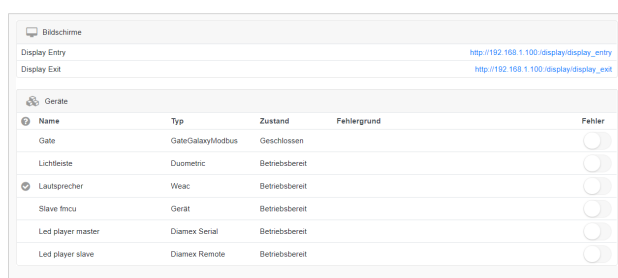 Bildschirme
Display Entry http://192.168.1.100:/display/display_entry
Display Exit http://192.168.1.100:/display/display_exit
Geräte
Name Typ Zustand Fehlergrund Fehler
Gate GateGalaxyModbus Geschlossen
Lichtleiste Duometric Betriebsbereit
Lautsprecher Weac Betriebsbereit
Slave fmcu Gerät Betriebsbereit
Led player master Diamex Serial Betriebsbereit
Led player slave Diamex Remote Betriebsbereit